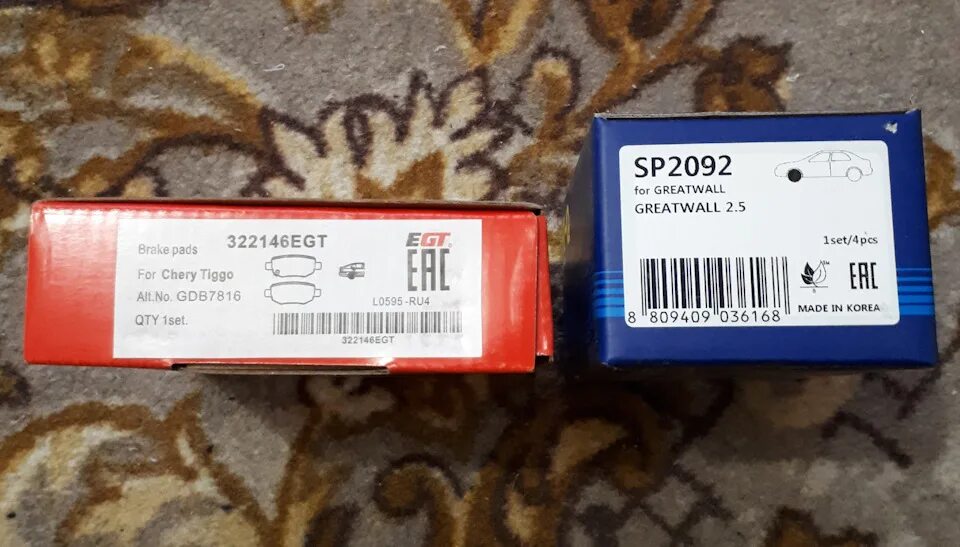 Brake pads 322146EGT
For Chery Tiggo
Alt.No. GDB7816
QTY 1set.
EGT
EAC
L0595-RU4
322146EGT
SP2092
for GREATWALL
GREATWALL 2.5
1set/4pcs
EAC
8 809409 036168
MADE IN KOREA